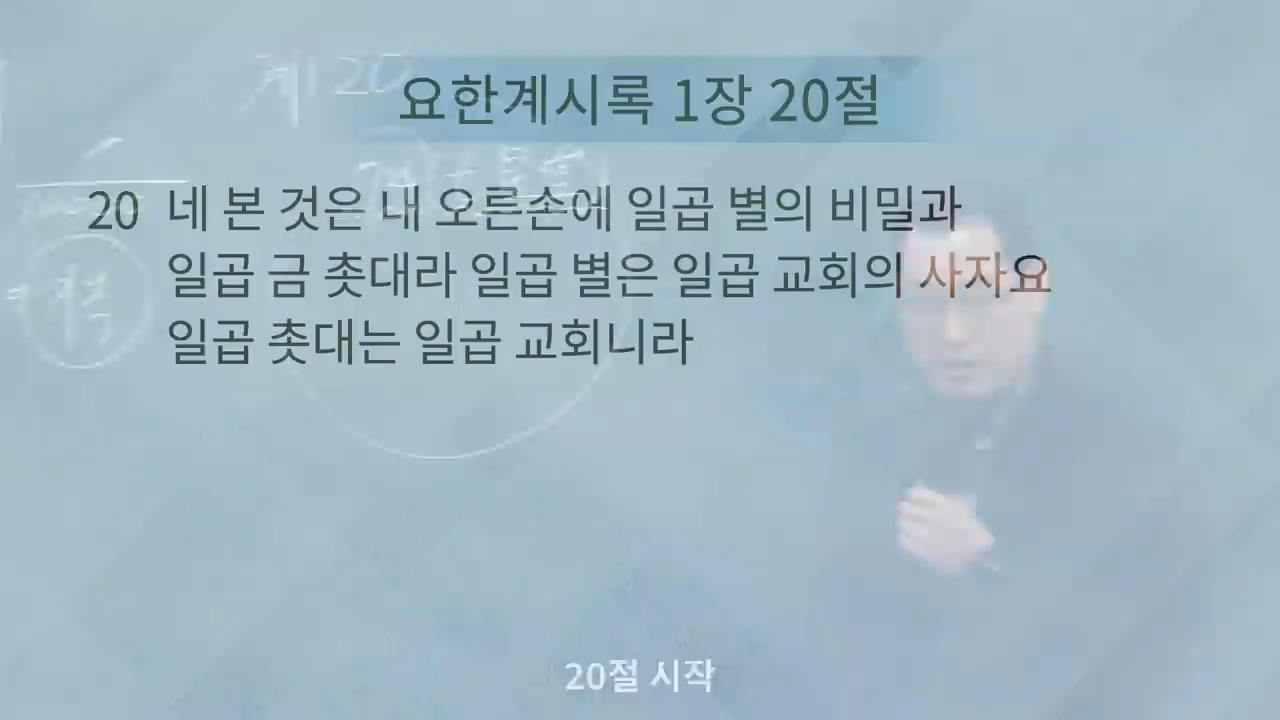 계 20
요한계시록 1장 20절
20 네 본 것은 내 오른손에 일곱 별의 비밀과
일곱 금 촛대라 일곱 별은 일곱 교회의 사자요
일곱 촛대는 일곱 교회니라
20절 시작